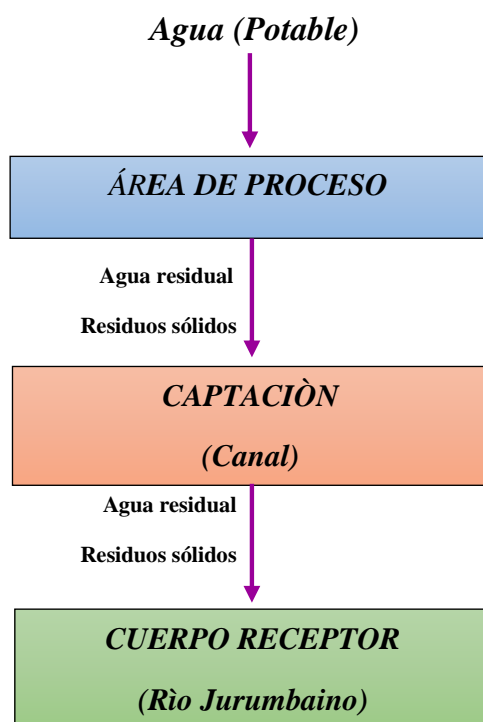 Agua (Potable)
ÁREA DE PROCESO
Agua residual
Residuos sólidos
CAPTACIÒN
(Canal)
Agua residual
Residuos sólidos
CUERPO RECEPTOR
(Rìo Jurumbaino)